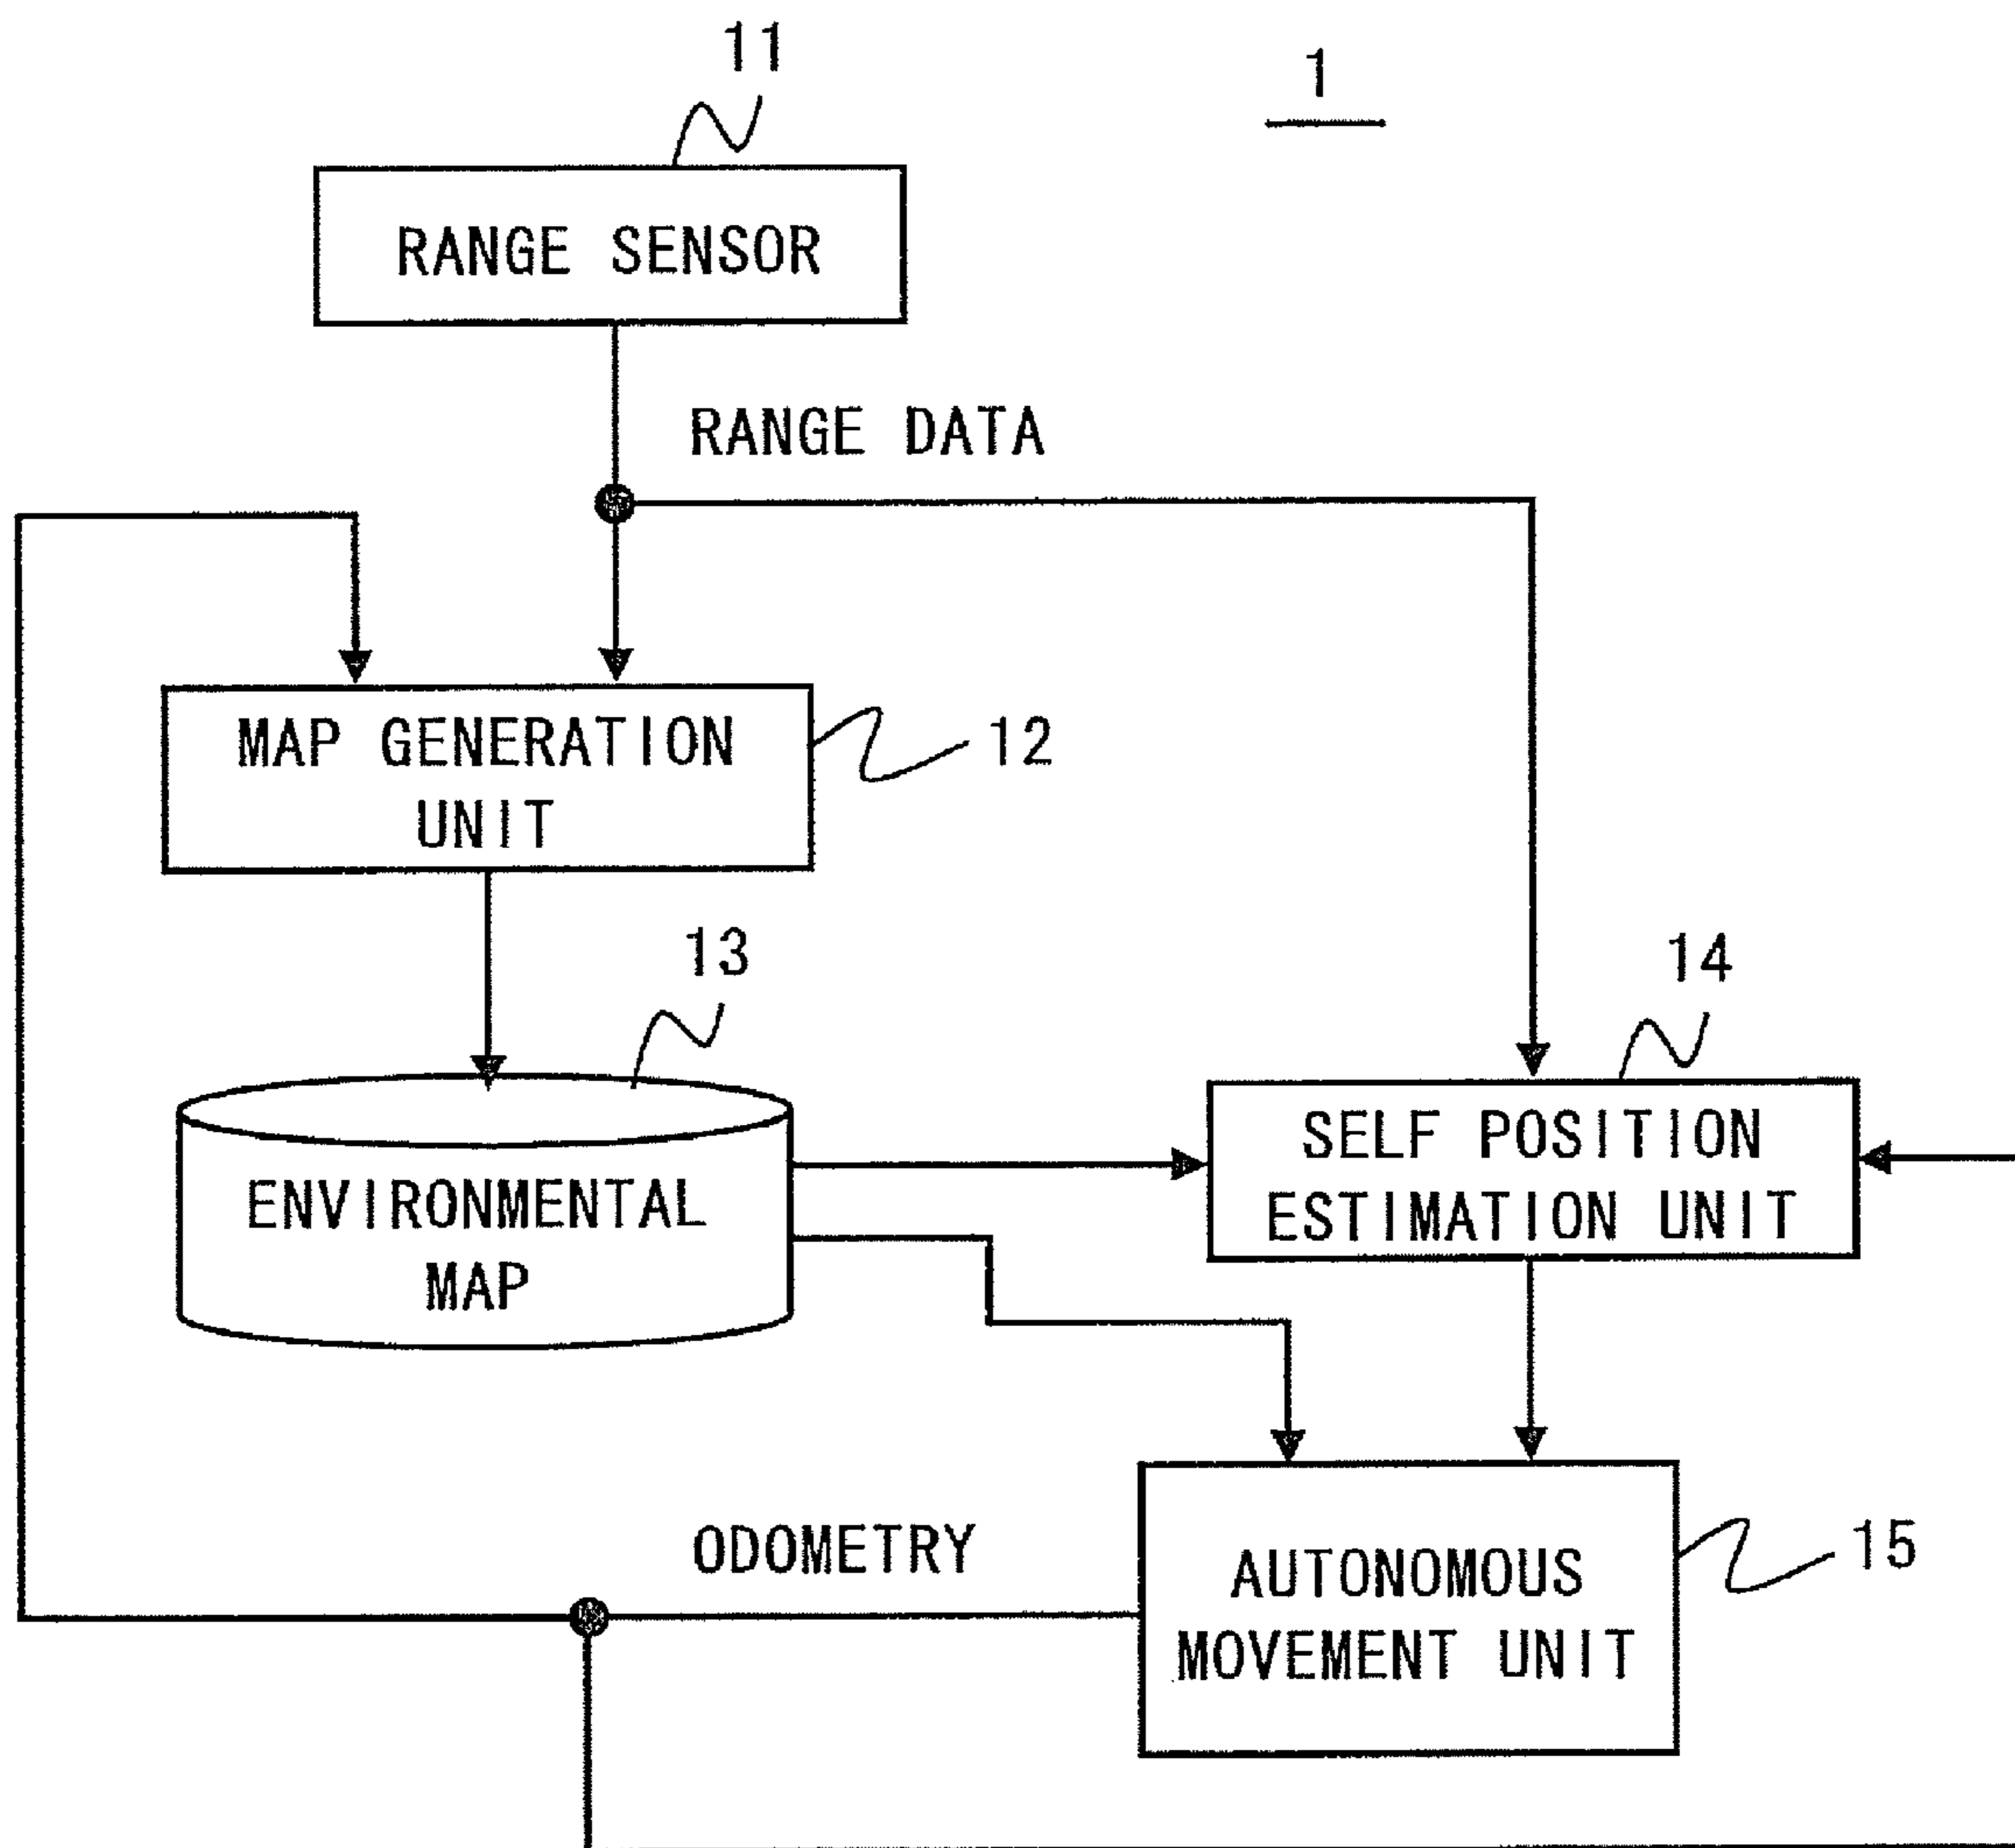 11
1
RANGE SENSOR
RANGE DATA
MAP GENERATION
UNIT
12
13
14
ENVIRONMENTAL
MAP
SELF POSITION
ESTIMATION UNIT
ODOMETRY
AUTONOMOUS
MOVEMENT UNIT
15